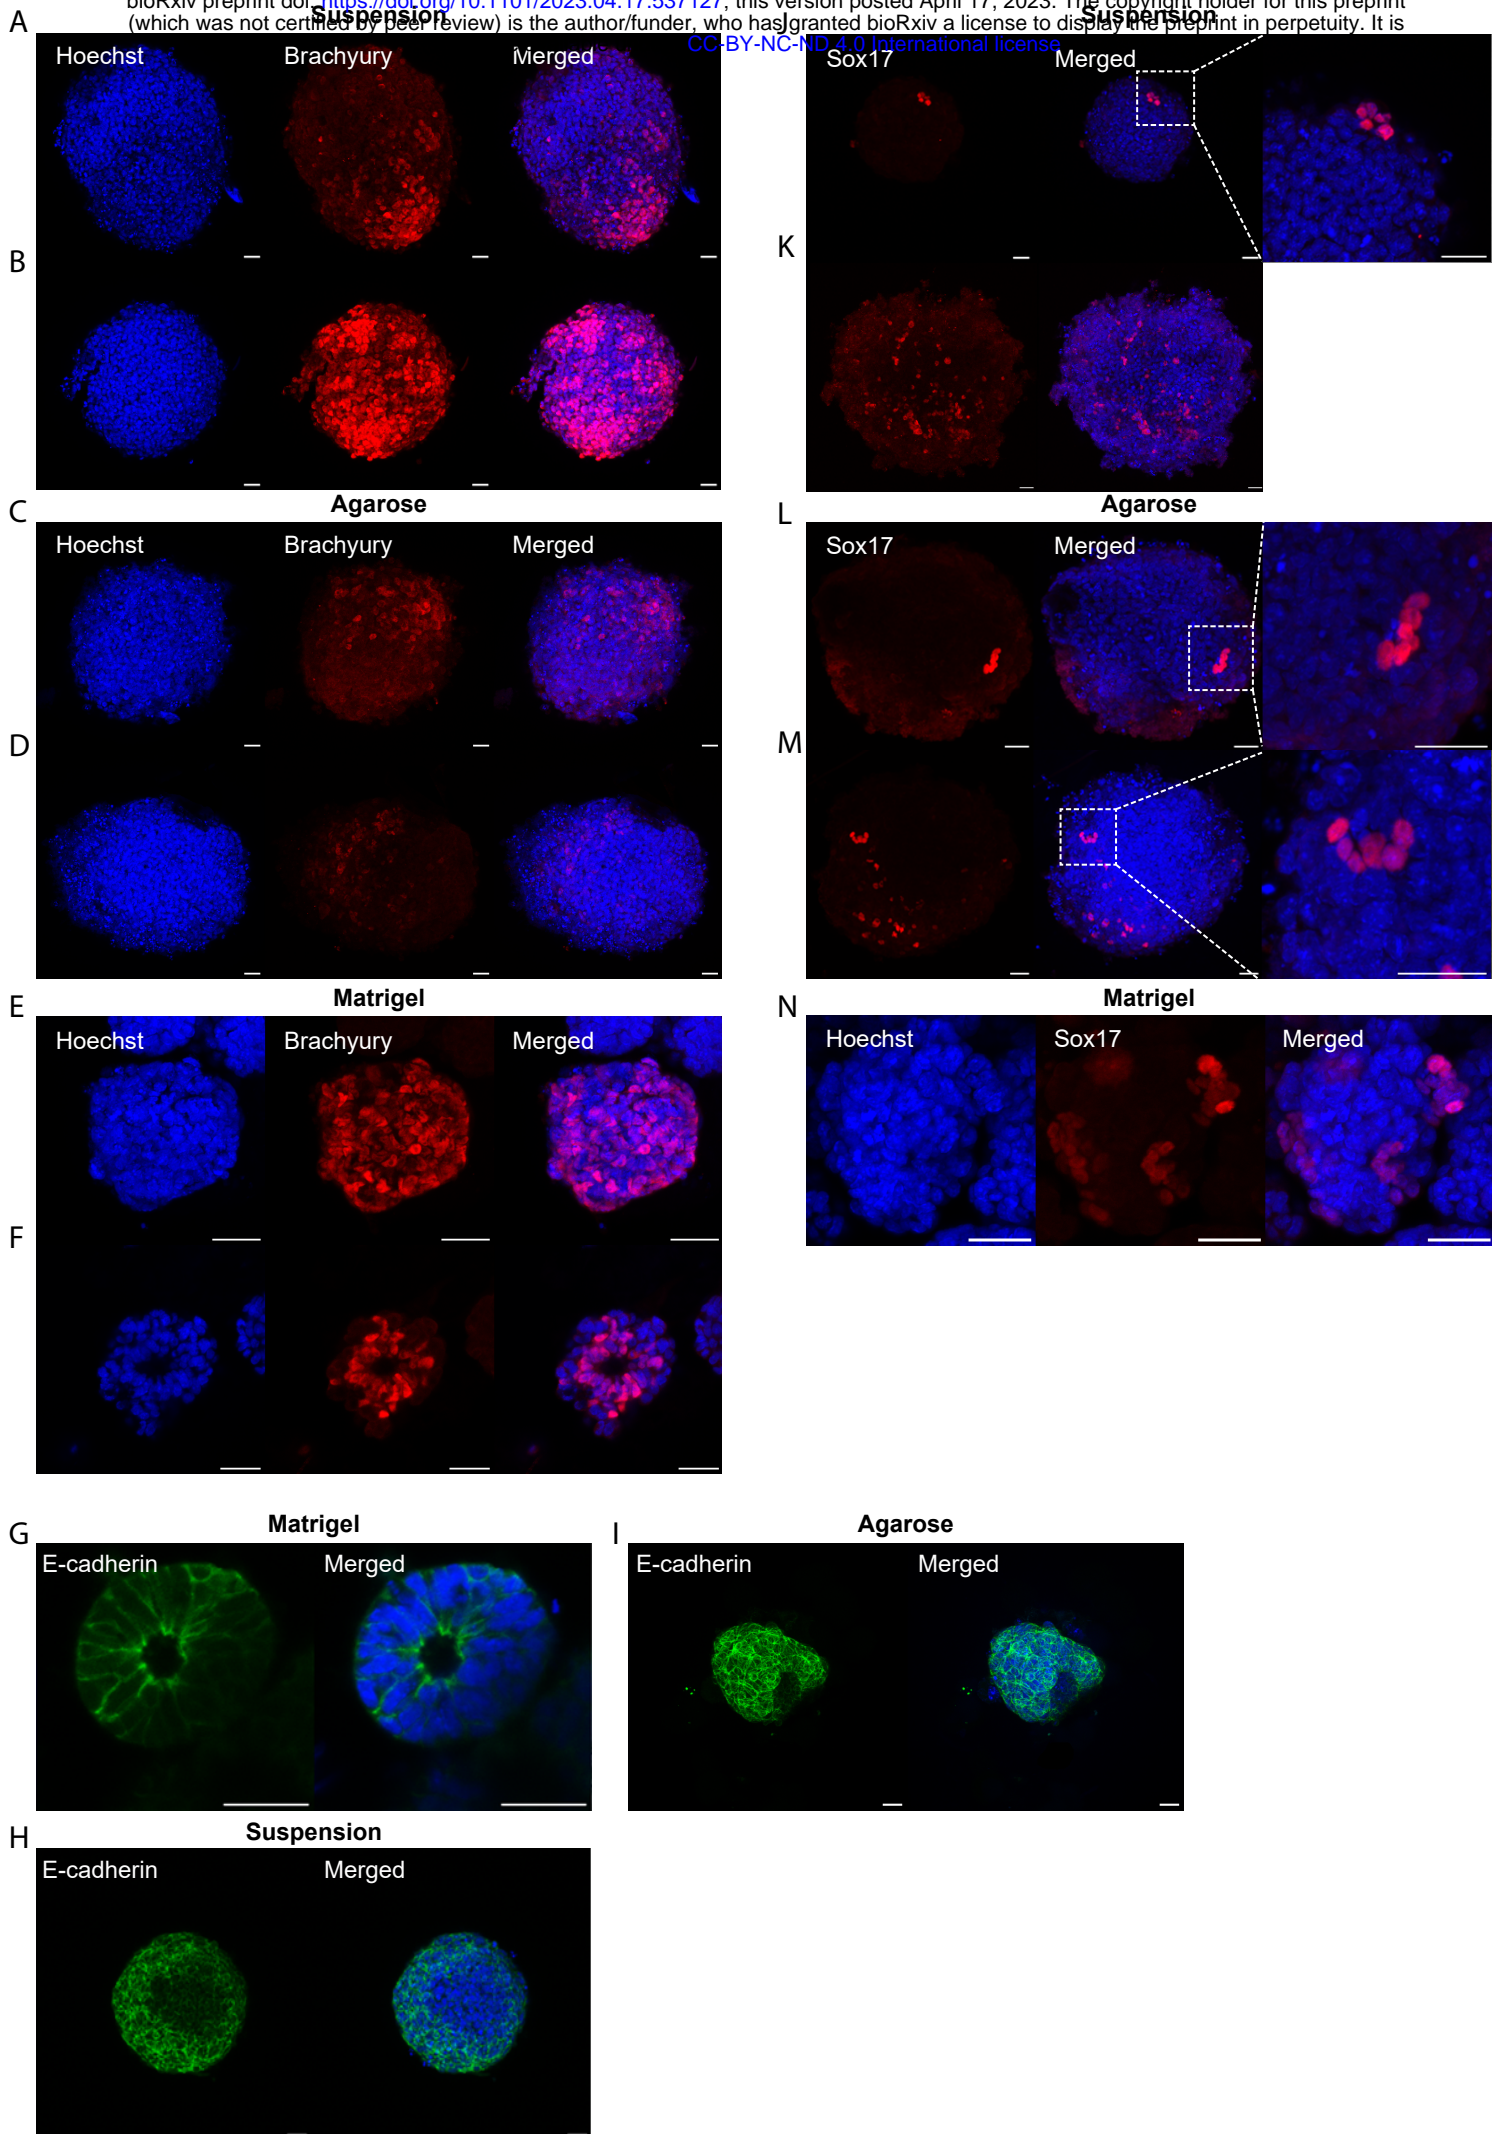 bioRxiv preprint doi: https://doi.org/10.1101/2023.04.17.537127; this version posted April 17, 2023. The copyright holder for this preprint
(which was not certified by peer review) is the author/funder, who has granted bioRxiv a license to display the preprint in perpetuity. It is
CC-BY-NC-ND 4.0 International license
A
Suspension
Hoechst Brachyury Merged
B
C
Agarose
Hoechst Brachyury Merged
D
E
Matrigel
Hoechst Brachyury Merged
F
G
Matrigel
E-cadherin Merged
H
Suspension
E-cadherin Merged
I
Agarose
E-cadherin Merged
J
Suspension
Sox17 Merged
K
L
Agarose
Sox17 Merged
M
N
Matrigel
Hoechst Sox17 Merged